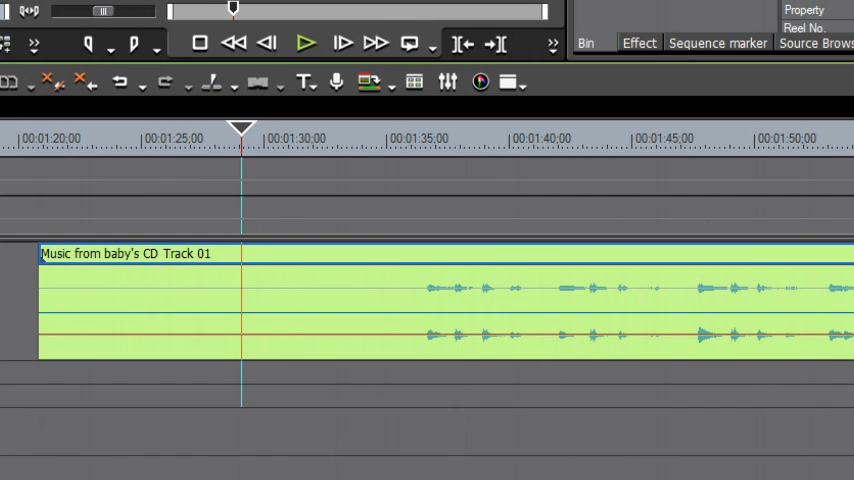 Property
Reel No.
Bin Effect Sequence marker Source Brows
00:01:20;00 00:01:25;00 00:01:30;00 00:01:35;00 00:01:40;00 00:01:45;00 00:01:50;00
Music from baby's CD Track 01